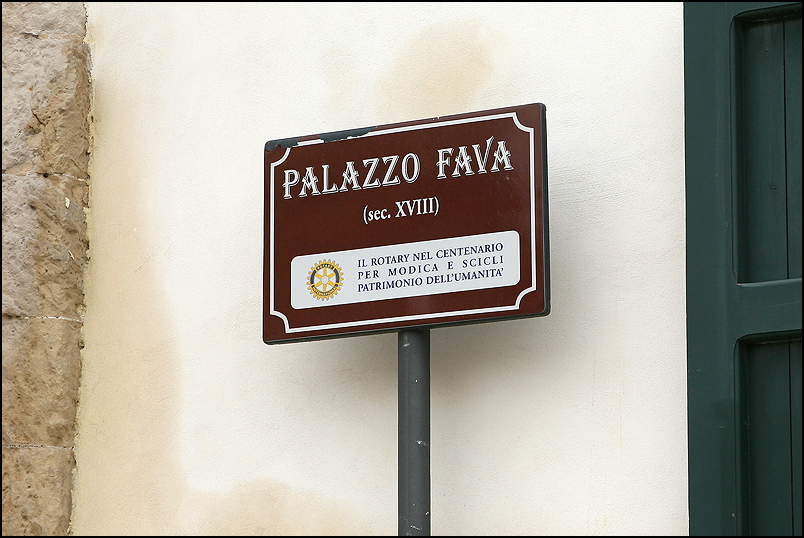 PALAZZO FAVA
(sec. XVIII)
IL ROTARY NEL CENTENARIO
PER MODICA E SCICLI
PATRIMONIO DELL'UMANITA'